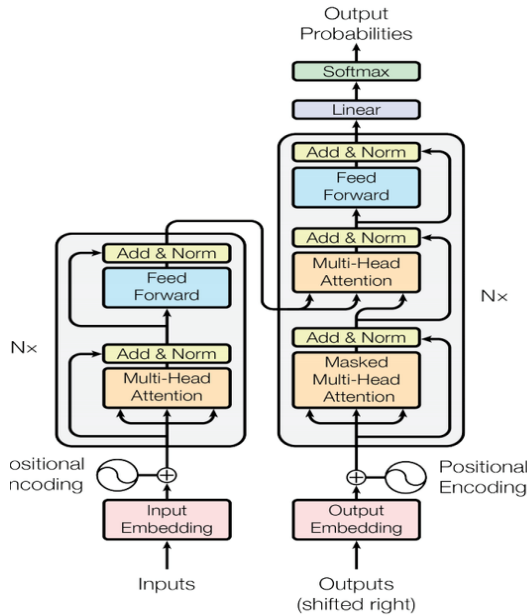 Output
Probabilities
Softmax
Linear
Add & Norm
Feed
Forward
Add & Norm
Multi-Head
Attention
Add & Norm
Masked
Multi-Head
Attention
Nx
Add & Norm
Feed
Forward
Add & Norm
Multi-Head
Attention
Nx
ositional
ncoding
Positional
Encoding
Input
Embedding
Output
Embedding
Inputs
Outputs
(shifted right)